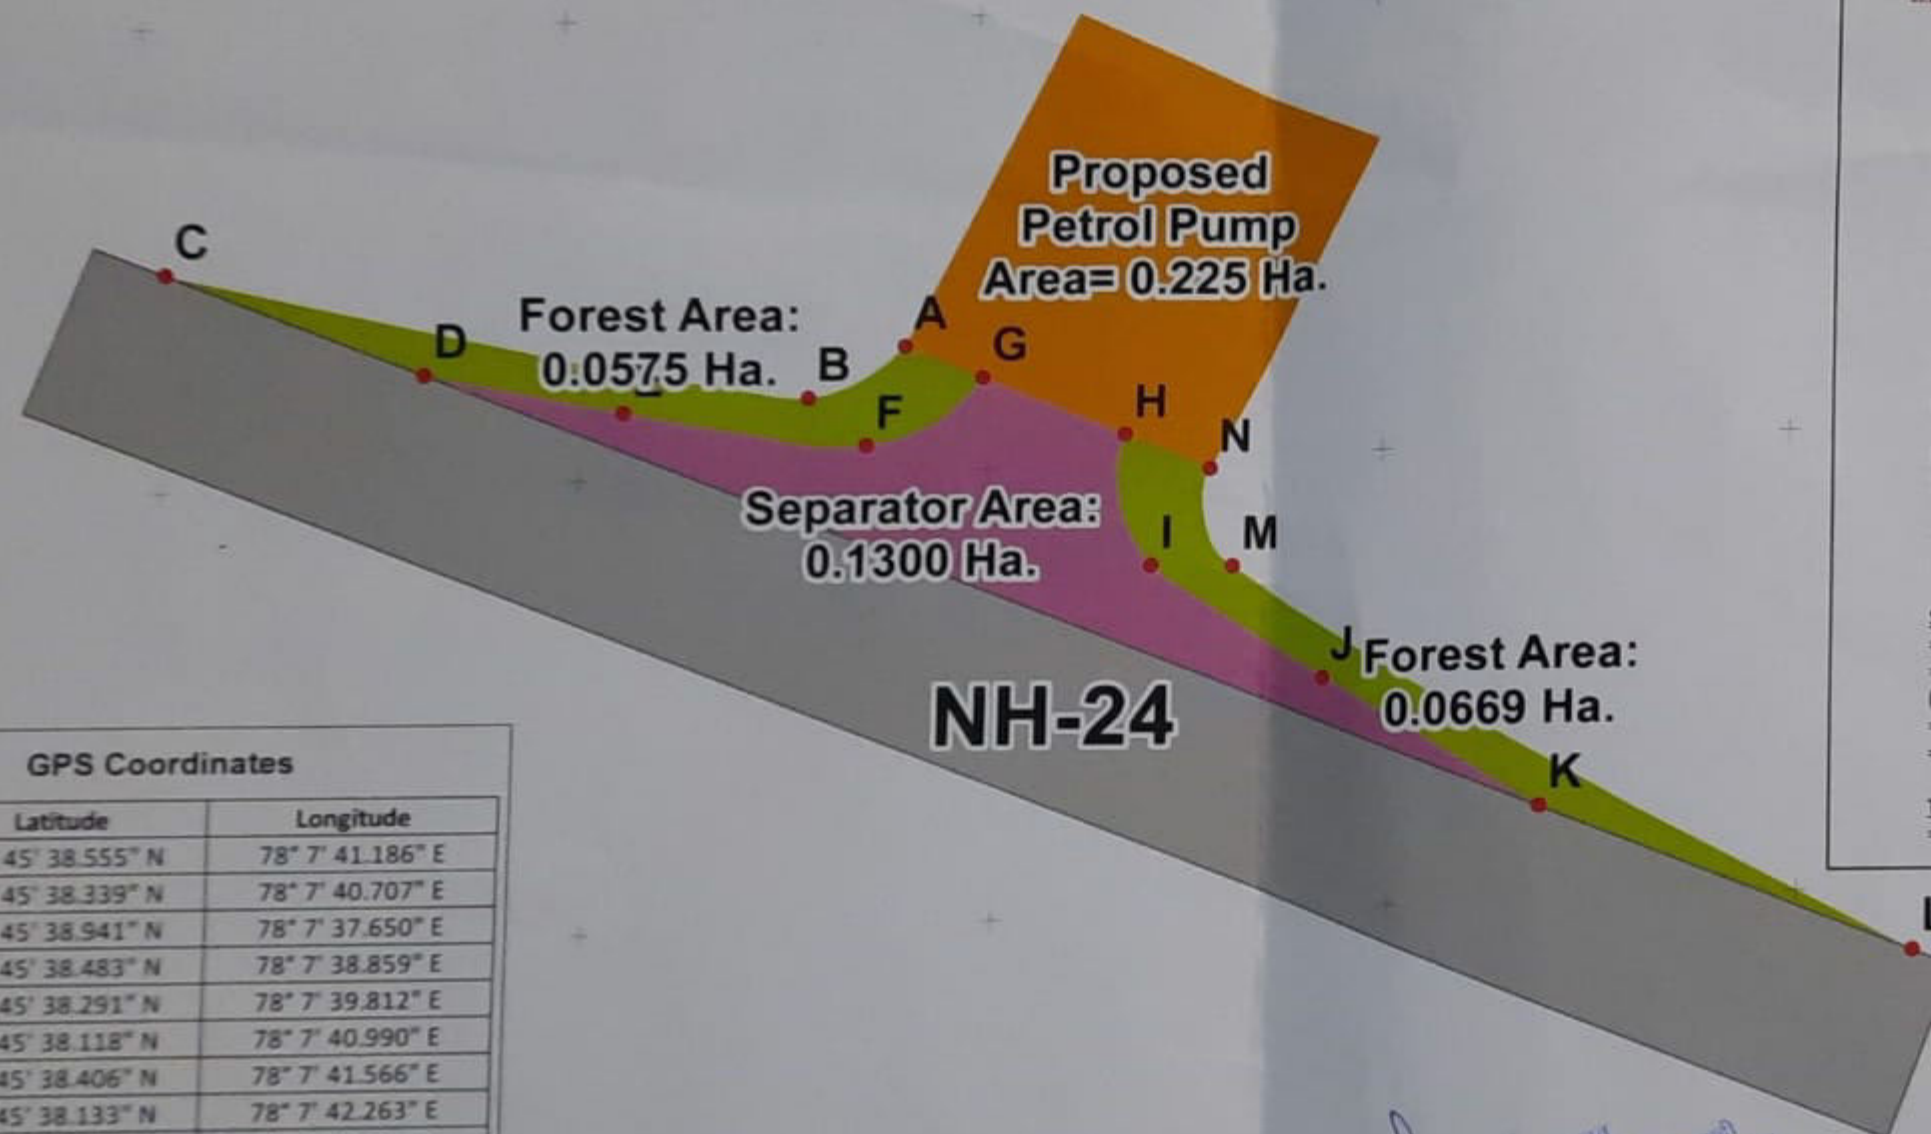 Proposed
Petrol Pump
Area= 0.225 Ha.
C
Forest Area:
0.0575 Ha.
D
B
A
G
F
H
N
Separator Area:
0.1300 Ha.
I
M
J
Forest Area:
0.0669 Ha.
NH-24
K
GPS Coordinates
Latitude Longitude
45' 38.555" N 78° 7' 41.186" E
45' 38.339" N 78° 7' 40.707" E
45' 38.941" N 78° 7' 37.650" E
45' 38.483" N 78° 7' 38.859" E
45' 38.291" N 78° 7' 39.812" E
45' 38.118" N 78° 7' 40.990" E
45' 38.406" N 78° 7' 41.566" E
45' 38.133" N 78° 7' 42.263" E